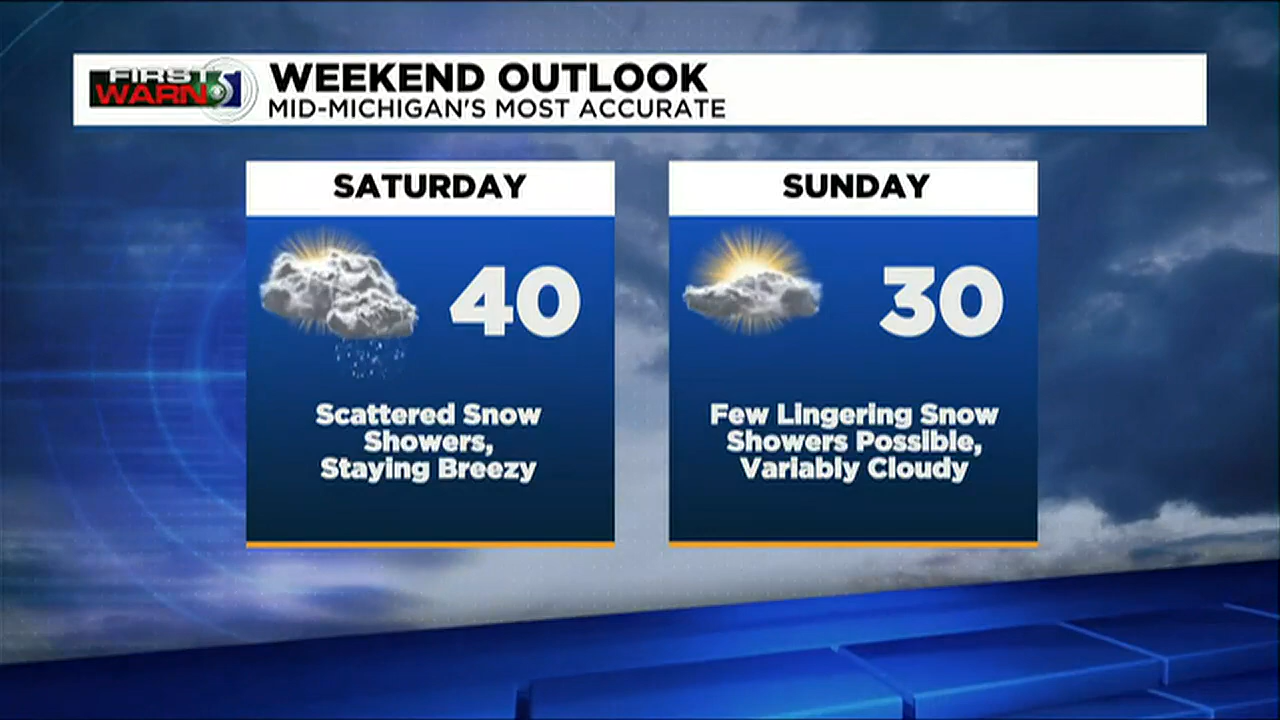 FIRST
WARN 5
WEEKEND OUTLOOK
MID-MICHIGAN'S MOST ACCURATE
SATURDAY
40
Scattered Snow
Showers,
Staying Breezy
SUNDAY
30
Few Lingering Snow
Showers Possible,
Variably Cloudy